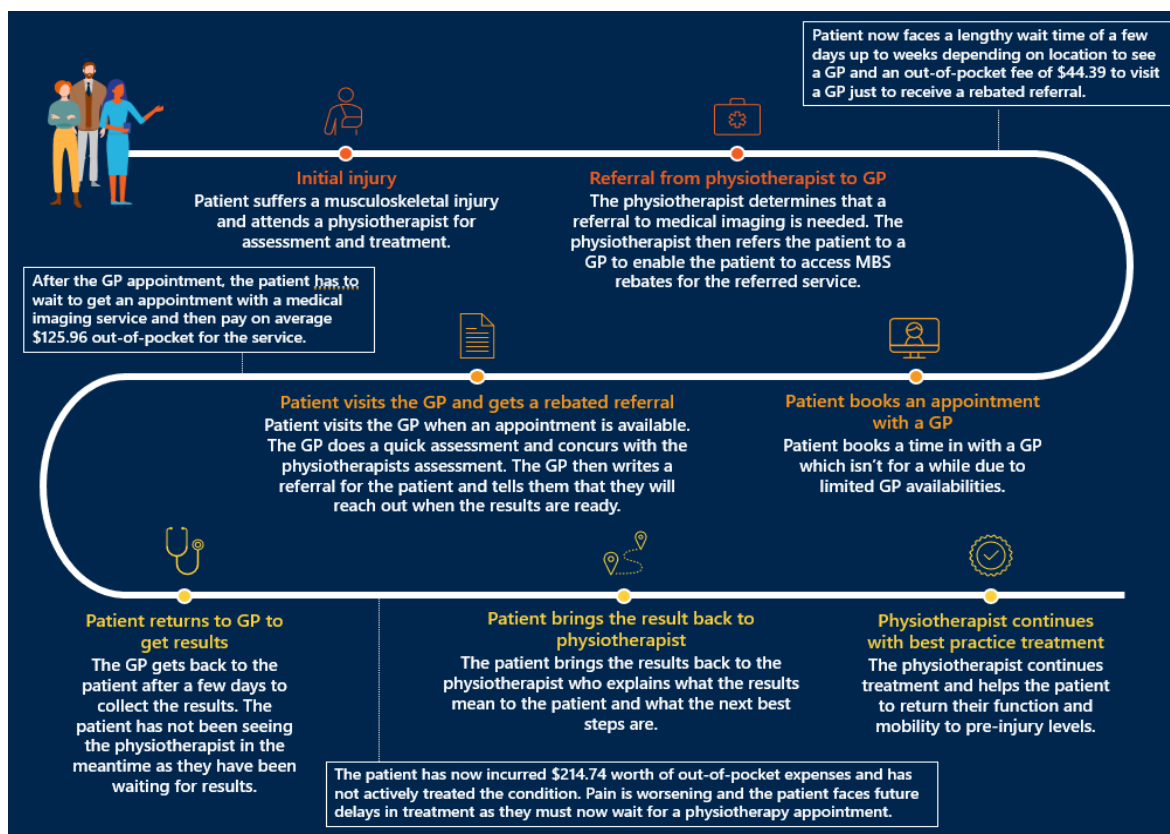 Patient now faces a lengthy wait time of a few
days up to weeks depending on location to see
a GP and an out-of-pocket fee of $44.39 to visit
a GP just to receive a rebated referral.
Initial injury
Patient suffers a musculoskeletal injury
and attends a physiotherapist for
assessment and treatment.
Referral from physiotherapist to GP
The physiotherapist determines that a
referral to medical imaging is needed. The
physiotherapist then refers the patient to a
GP to enable the patient to access MBS
rebates for the referred service.
After the GP appointment, the patient has to
wait to get an appointment with a medical
imaging service and then pay on average
$125.96 out-of-pocket for the service.
Patient books an appointment
with a GP
Patient books a time in with a GP
which isn't for a while due to
limited GP availabilities.
Patient visits the GP and gets a rebated referral
Patient visits the GP when an appointment is available.
The GP does a quick assessment and concurs with the
physiotherapists assessment. The GP then writes a
referral for the patient and tells them that they will
reach out when the results are ready.
Patient returns to GP to
get results
The GP gets back to the
patient after a few days to
collect the results. The
patient has not been seeing
the physiotherapist in the
meantime as they have been
waiting for results.
Patient brings the result back to
physiotherapist
The patient brings the results back to the
physiotherapist who explains what the results
mean to the patient and what the next best
steps are.
Physiotherapist continues
with best practice treatment
The physiotherapist continues
treatment and helps the patient
to return their function and
mobility to pre-injury levels.
The patient has now incurred $214.74 worth of out-of-pocket expenses and has
not actively treated the condition. Pain is worsening and the patient faces future
delays in treatment as they must now wait for a physiotherapy appointment.